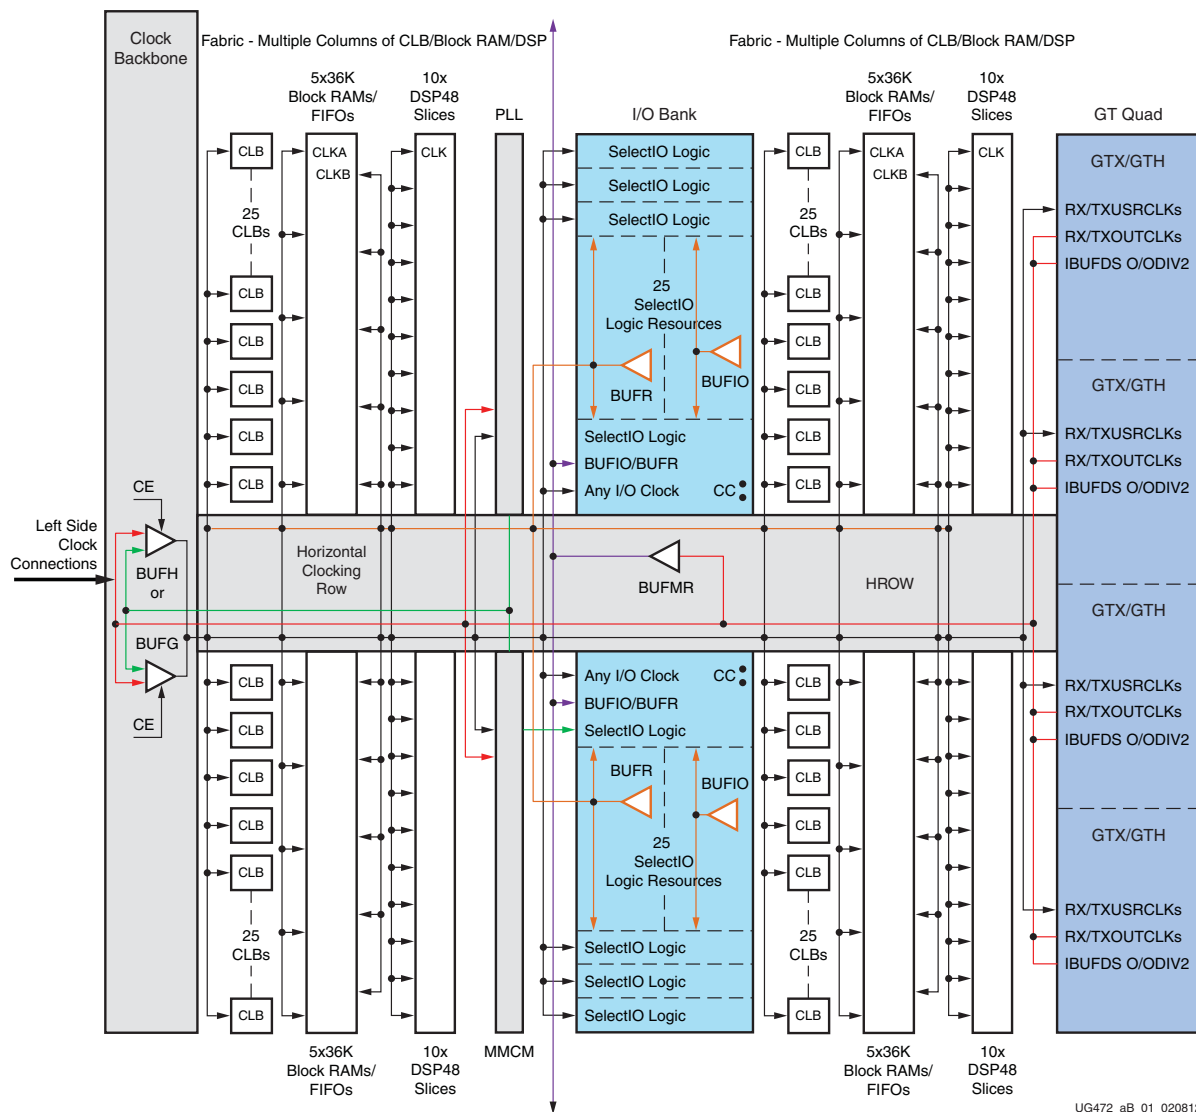 Clock
Backbone
Fabric - Multiple Columns of CLB/Block RAM/DSP
Fabric - Multiple Columns of CLB/Block RAM/DSP
5x36K
Block RAMs/
FIFOs
10x
DSP48
Slices
PLL
I/O Bank
5x36K
Block RAMs/
FIFOs
10x
DSP48
Slices
GT Quad
CLB
25
CLBs
CLB
CLB
CLB
CLB
CLB
CLKA
CLKB
CLK
SelectIO Logic
SelectIO Logic
SelectIO Logic
25
SelectIO
Logic Resources
BUFR
BUFIO
SelectIO Logic
BUFIO/BUFR
Any I/O Clock
CC
CLB
25
CLBs
CLB
CLB
CLB
CLB
CLB
CLKA
CLKB
CLK
GTX/GTH
RX/TXUSRCLKs
RX/TXOUTCLKs
IBUFDS O/ODIV2
GTX/GTH
RX/TXUSRCLKs
RX/TXOUTCLKs
IBUFDS O/ODIV2
CE
Left Side
Clock
Connections
BUFH
or
BUFG
CE
Horizontal
Clocking
Row
BUFMR
HROW
CLB
CLB
CLB
CLB
CLB
25
CLBs
CLB
Any I/O Clock
CC
BUFIO/BUFR
SelectIO Logic
BUFR
BUFIO
25
SelectIO
Logic Resources
SelectIO Logic
SelectIO Logic
SelectIO Logic
CLB
CLB
CLB
CLB
CLB
25
CLBs
CLB
GTX/GTH
RX/TXUSRCLKs
RX/TXOUTCLKs
IBUFDS O/ODIV2
GTX/GTH
RX/TXUSRCLKs
RX/TXOUTCLKs
IBUFDS O/ODIV2
5x36K
Block RAMs/
FIFOs
10x
DSP48
Slices
MMCM
5x36K
Block RAMs/
FIFOs
10x
DSP48
Slices
UG472_aB_01_020812